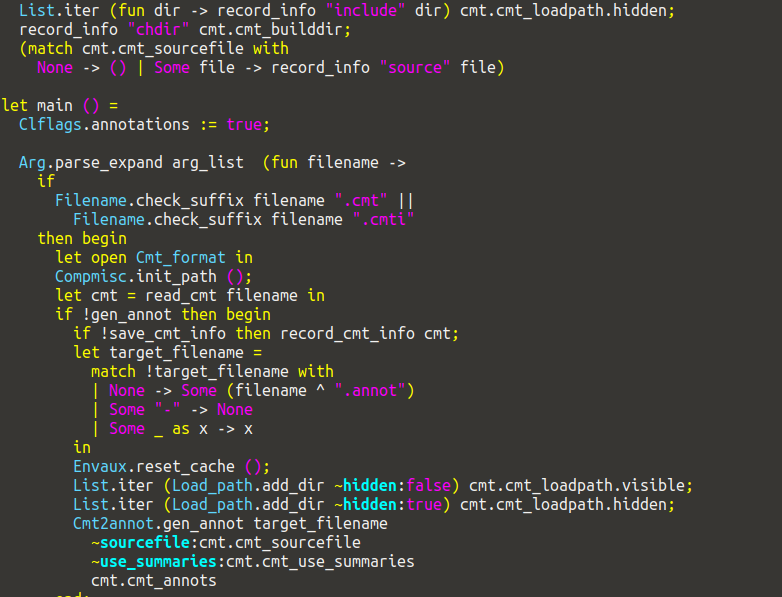 List.iter (fun dir -> record_info "include" dir) cmt.cmt_loadpath.hidden;
record_info "chdir" cmt.cmt_builddir;
(match cmt.cmt_sourcefile with
None -> () | Some file -> record_info "source" file)
let main () =
Clflags.annotations := true;
Arg.parse_expand arg_list  (fun filename ->
if
Filename.check_suffix filename ".cmt" ||
Filename.check_suffix filename ".cmti"
then begin
let open Cmt_format in
Compmisc.init_path ();
let cmt = read_cmt filename in
if !gen_annot then begin
if !save_cmt_info then record_cmt_info cmt;
let target_filename =
match !target_filename with
| None -> Some (filename ^ ".annot")
| Some "-" -> None
| Some _ as x -> x
in
Envaux.reset_cache ();
List.iter (Load_path.add_dir ~hidden:false) cmt.cmt_loadpath.visible;
List.iter (Load_path.add_dir ~hidden:true) cmt.cmt_loadpath.hidden;
Cmt2annot.gen_annot target_filename
~sourcefile:cmt.cmt_sourcefile
~use_summaries:cmt.cmt_use_summaries
cmt.cmt_annots
end;